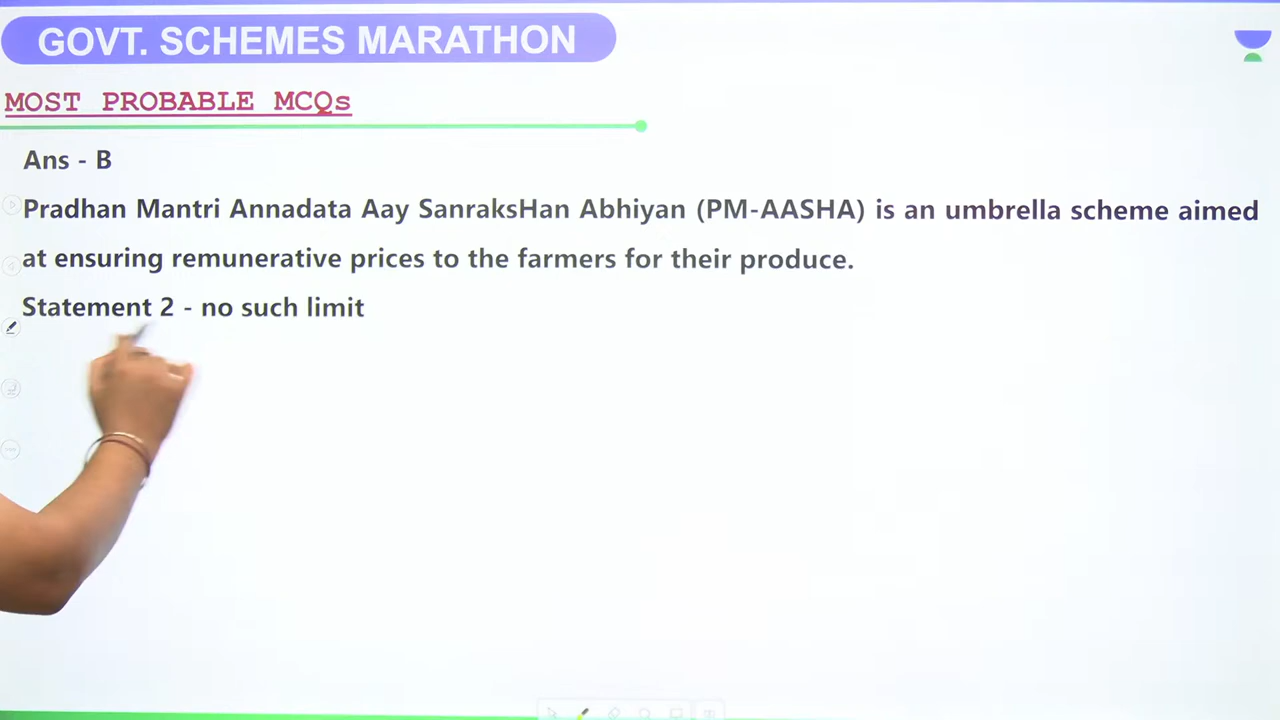 GOVT. SCHEMES MARATHON
MOST PROBABLE MCQs
Ans - B
Pradhan Mantri Annadata Aay SanraksHan Abhiyan (PM-AASHA) is an umbrella scheme aimed
at ensuring remunerative prices to the farmers for their produce.
Statement 2 - no such limit